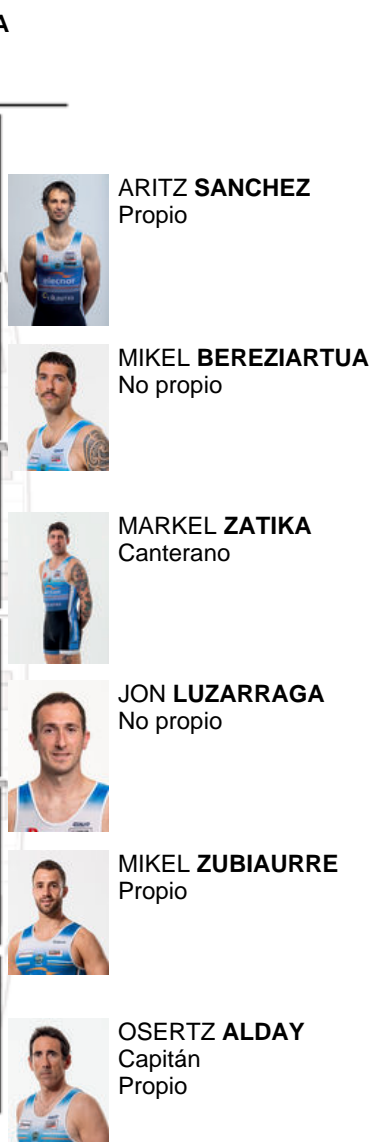 A
ARITZ SANCHEZ
Propio
elecnor
MIKEL BEREZIARTUA
No propio
MARKEL ZATIKA
Canterano
JON LUZARRAGA
No propio
MIKEL ZUBIAURRE
Propio
OSERTZ ALDAY
Capitán
Propio